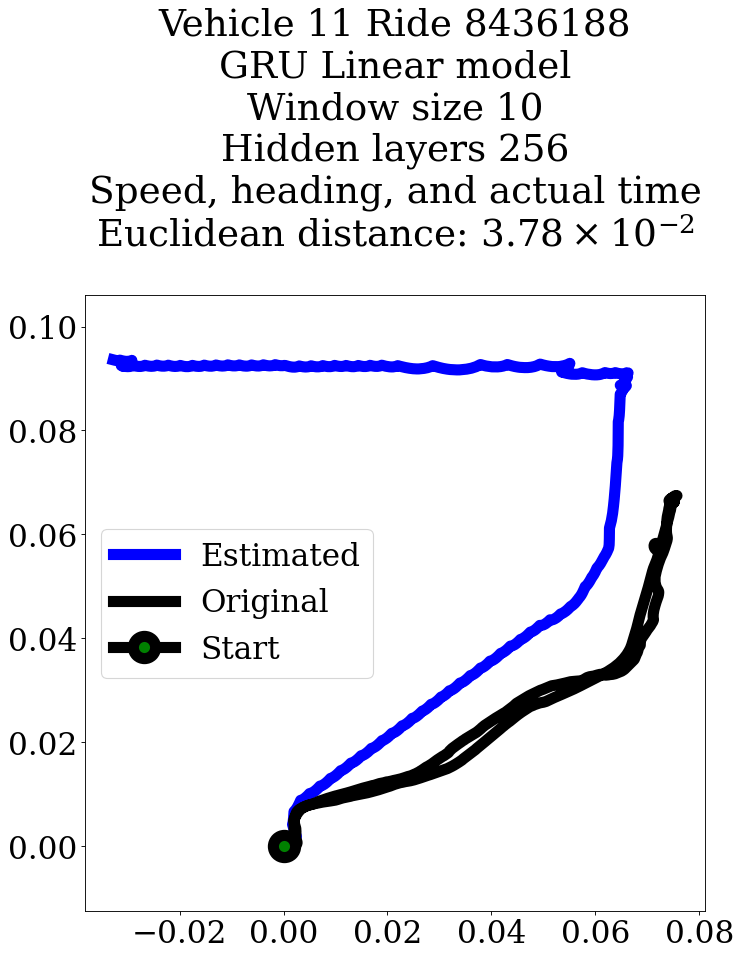 Vehicle 11 Ride 8436188
GRU Linear model
Window size 10
Hidden layers 256
Speed, heading, and actual time
Euclidean distance: 3.78 × 10⁻²
0.10
0.08
0.06
0.04
0.02
0.00
Estimated
Original
Start
−0.02 0.00 0.02 0.04 0.06 0.08